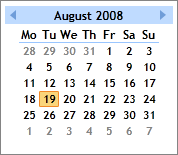 August 2008
Mo Tu We Th Fr Sa Su
28 29 30 31 1 2 3
4 5 6 7 8 9 10
11 12 13 14 15 16 17
18 19 20 21 22 23 24
25 26 27 28 29 30 31
1 2 3 4 5 6 7